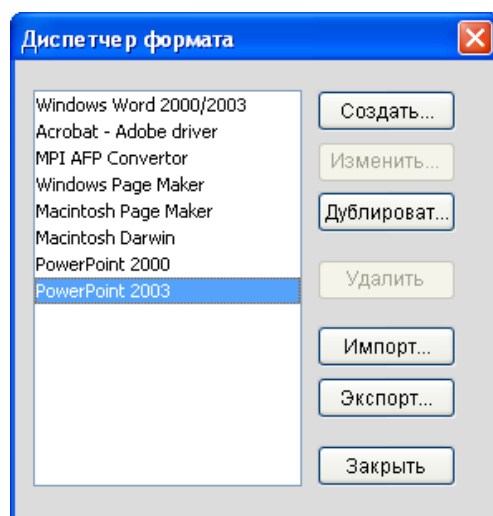 Диспетчер формата
Windows Word 2000/2003
Acrobat - Adobe driver
MPI AFP Convertor
Windows Page Maker
Macintosh Page Maker
Macintosh Darwin
PowerPoint 2000
PowerPoint 2003
Создать...
Изменить...
Дублироват...
Удалить
Импорт...
Экспорт...
Закрыть